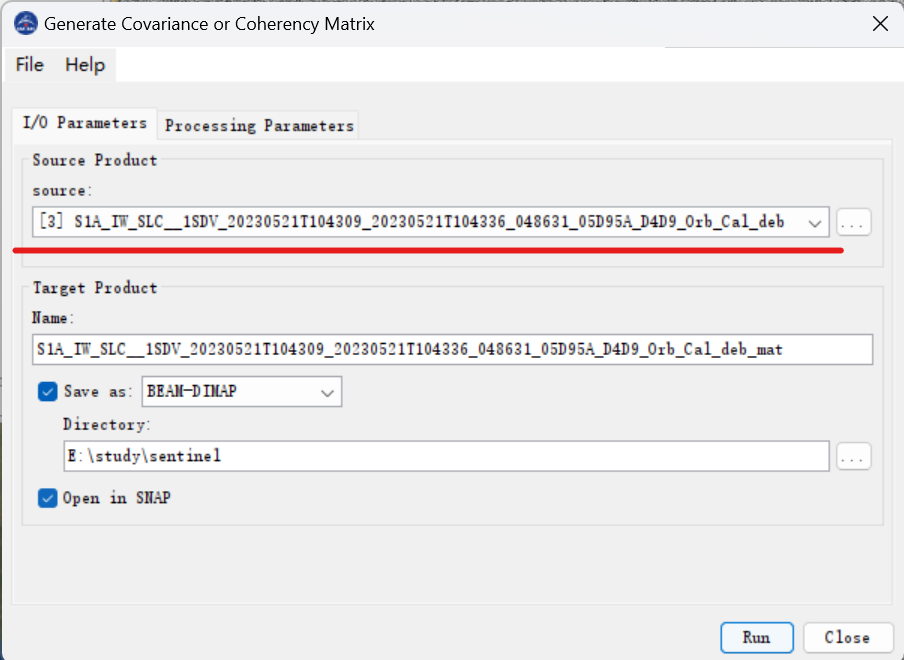 Generate Covariance or Coherency Matrix
File Help
I/O Parameters Processing Parameters
Source Product
source:
[3] S1A_IW_SLC__1SDV_20230521T104309_20230521T104336_048631_05D95A_D4D9_Orb_Cal_deb ...
Target Product
Name:
S1A_IW_SLC__1SDV_20230521T104309_20230521T104336_048631_05D95A_D4D9_Orb_Cal_deb_mat
Save as: BEAM-DIMAP
Directory:
E:\study\sentinel ...
Open in SNAP
Run Close